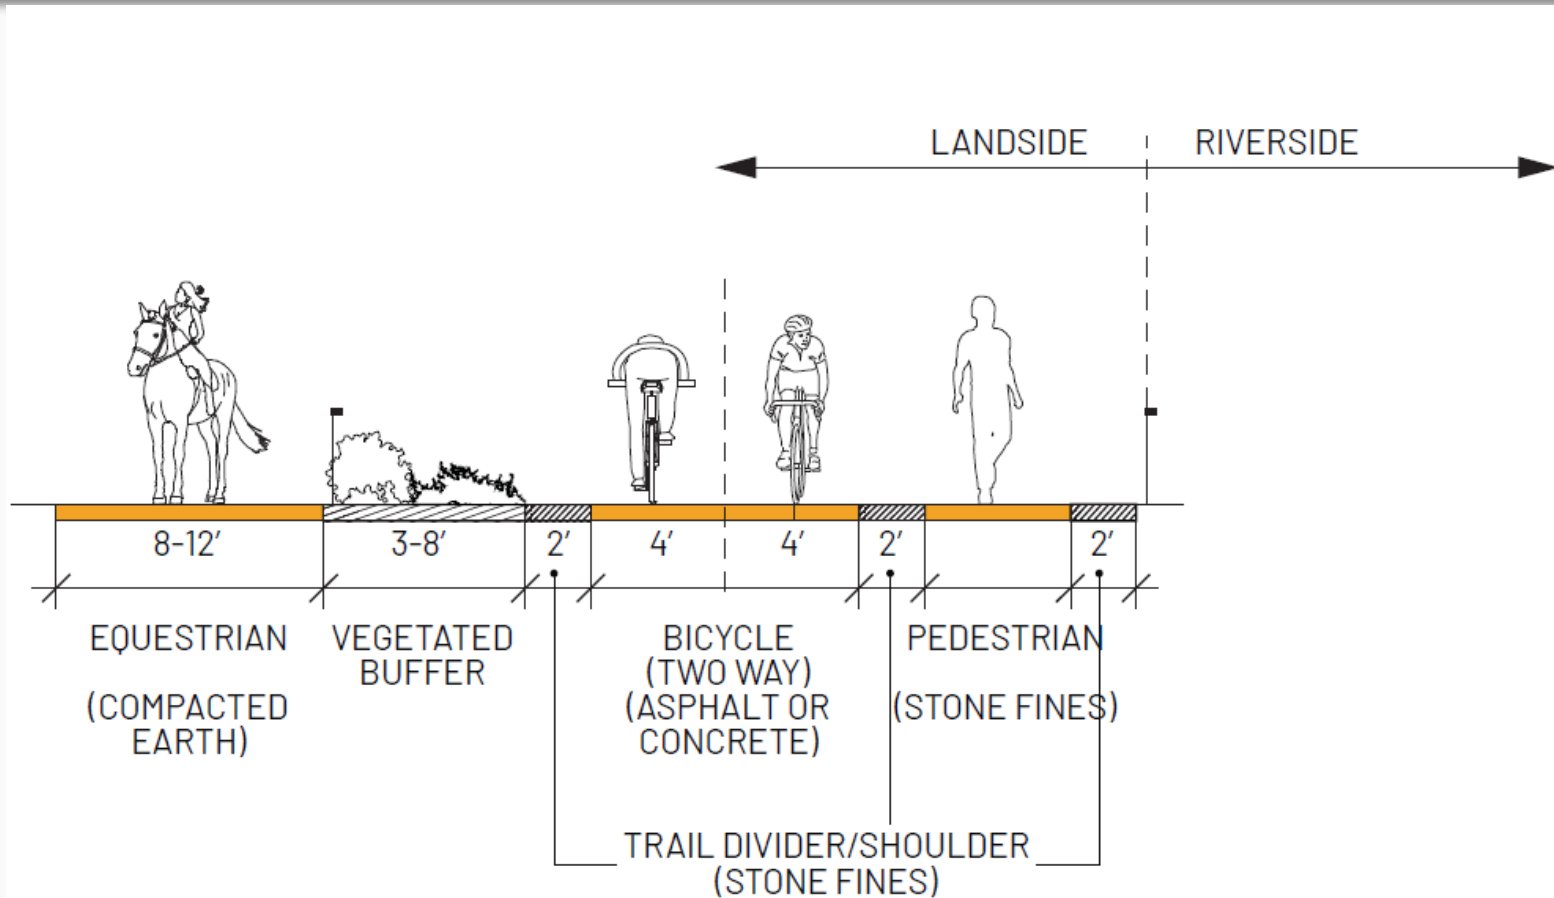 LANDSIDE RIVERSIDE
8-12′ 3-8′ 2′ 4′ 4′ 2′ 2′
EQUESTRIAN
(COMPACTED
EARTH)
VEGETATED
BUFFER
BICYCLE
(TWO WAY)
(ASPHALT OR
CONCRETE)
PEDESTRIAN
(STONE FINES)
TRAIL DIVIDER/SHOULDER
(STONE FINES)